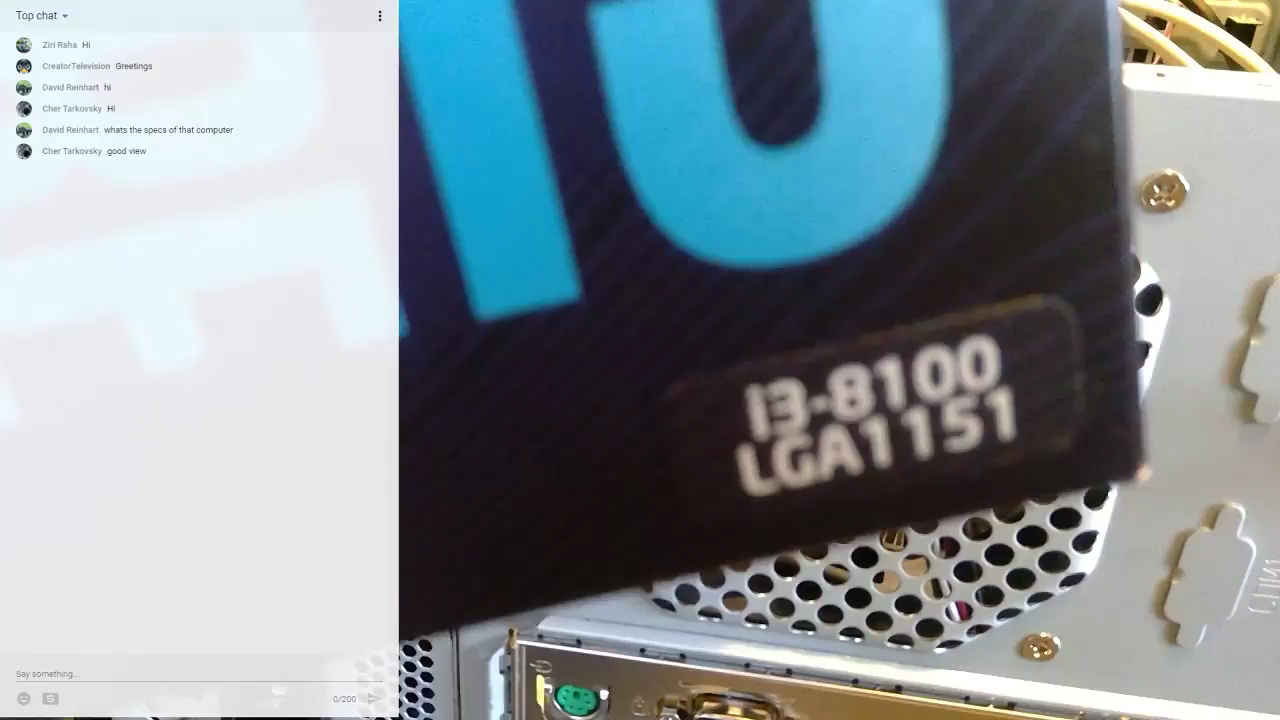 Top chat
Ziri Raha Hi
CreatorTelevision Greetings
David Reinhart hi
Cher Tarkovsky Hi
David Reinhart whats the specs of that computer
Cher Tarkovsky good view
Say something...
0/200
i3-8100
LGA1151